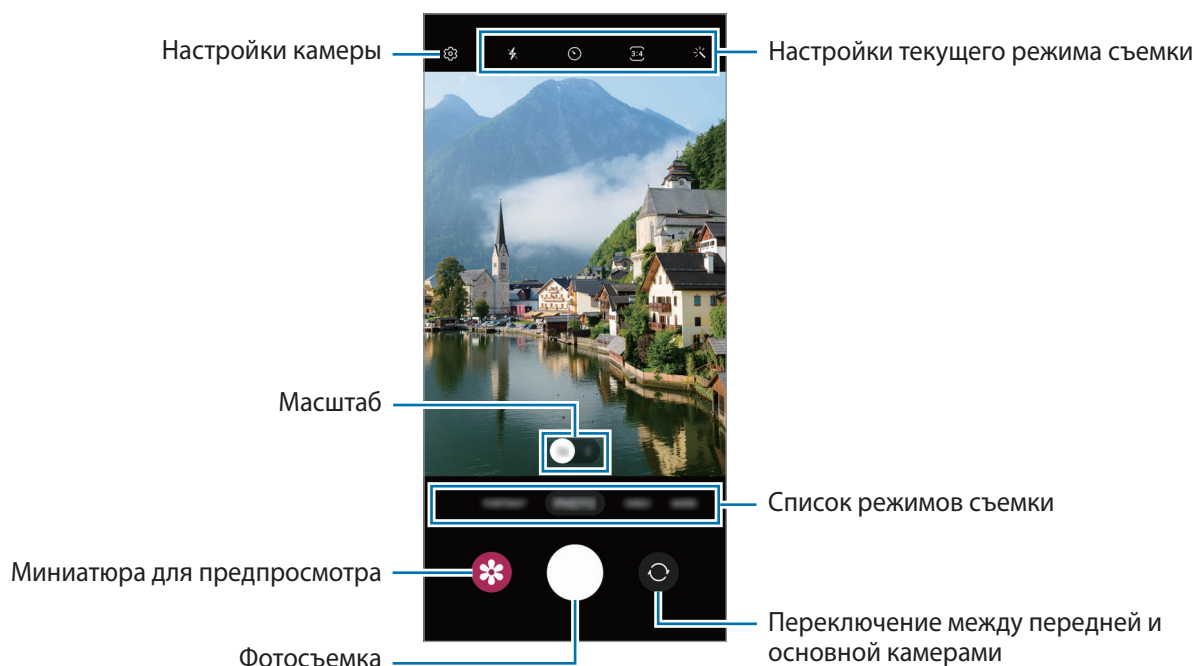 Настройки камеры
3:4
Настройки текущего режима съемки
Масштаб
Список режимов съемки
Миниатюра для предпросмотра
Переключение между передней и
основной камерами
Фотосъемка